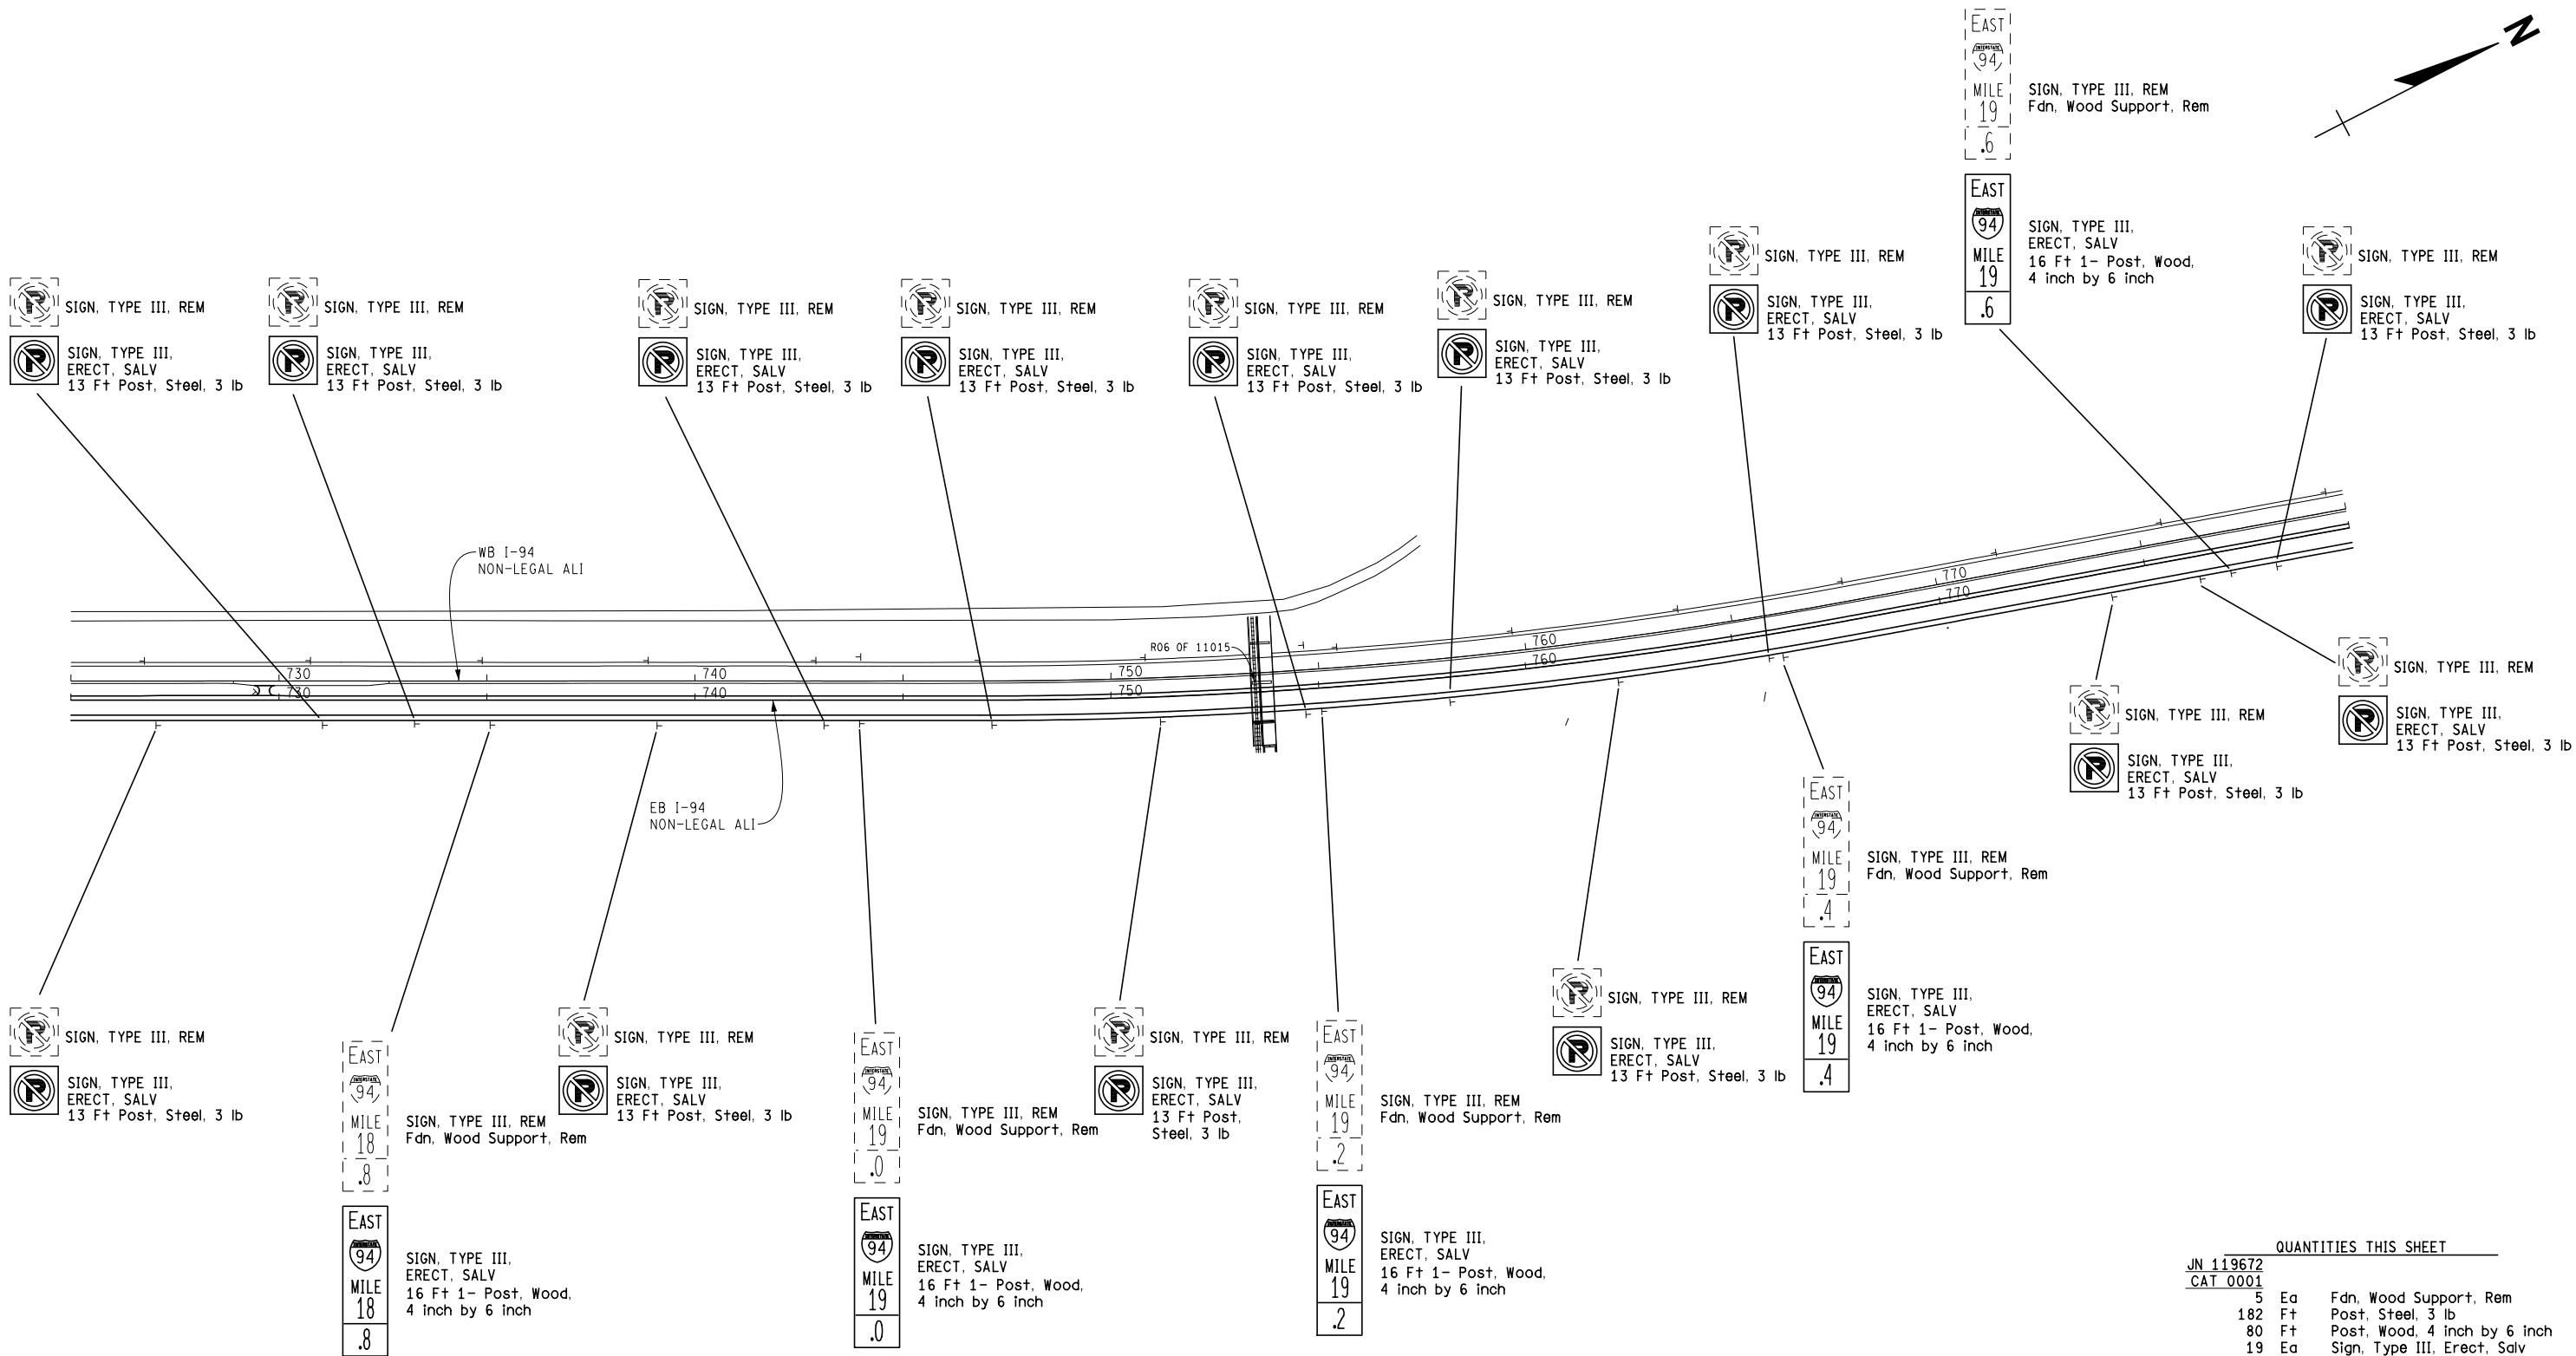 N
EAST
INTERSTATE
94
MILE
19
.6
SIGN, TYPE III, REM
Fdn, Wood Support, Rem
EAST
INTERSTATE
94
MILE
19
.6
SIGN, TYPE III,
ERECT, SALV
16 Ft 1- Post, Wood,
4 inch by 6 inch
P
SIGN, TYPE III, REM
P
SIGN, TYPE III,
ERECT, SALV
13 Ft Post, Steel, 3 lb
P
SIGN, TYPE III, REM
P
SIGN, TYPE III,
ERECT, SALV
13 Ft Post, Steel, 3 lb
P
SIGN, TYPE III, REM
P
SIGN, TYPE III,
ERECT, SALV
13 Ft Post, Steel, 3 lb
P
SIGN, TYPE III, REM
P
SIGN, TYPE III,
ERECT, SALV
13 Ft Post, Steel, 3 lb
P
SIGN, TYPE III, REM
P
SIGN, TYPE III,
ERECT, SALV
13 Ft Post, Steel, 3 lb
P
SIGN, TYPE III, REM
P
SIGN, TYPE III,
ERECT, SALV
13 Ft Post, Steel, 3 lb
P
SIGN, TYPE III, REM
P
SIGN, TYPE III,
ERECT, SALV
13 Ft Post, Steel, 3 lb
P
SIGN, TYPE III, REM
P
SIGN, TYPE III,
ERECT, SALV
13 Ft Post, Steel, 3 lb
WB I-94
NON-LEGAL ALI
R06 OF 11015
730
740
750
760
770
730
740
750
760
770
EB I-94
NON-LEGAL ALI
P
SIGN, TYPE III, REM
P
SIGN, TYPE III,
ERECT, SALV
13 Ft Post, Steel, 3 lb
P
SIGN, TYPE III, REM
P
SIGN, TYPE III,
ERECT, SALV
13 Ft Post, Steel, 3 lb
EAST
INTERSTATE
94
MILE
19
.4
SIGN, TYPE III, REM
Fdn, Wood Support, Rem
EAST
INTERSTATE
94
MILE
19
.4
SIGN, TYPE III,
ERECT, SALV
16 Ft 1- Post, Wood,
4 inch by 6 inch
P
SIGN, TYPE III, REM
P
SIGN, TYPE III,
ERECT, SALV
13 Ft Post, Steel, 3 lb
EAST
INTERSTATE
94
MILE
18
.8
SIGN, TYPE III, REM
Fdn, Wood Support, Rem
EAST
INTERSTATE
94
MILE
18
.8
SIGN, TYPE III,
ERECT, SALV
16 Ft 1- Post, Wood,
4 inch by 6 inch
P
SIGN, TYPE III, REM
P
SIGN, TYPE III,
ERECT, SALV
13 Ft Post, Steel, 3 lb
EAST
INTERSTATE
94
MILE
19
.0
SIGN, TYPE III, REM
Fdn, Wood Support, Rem
EAST
INTERSTATE
94
MILE
19
.0
SIGN, TYPE III,
ERECT, SALV
16 Ft 1- Post, Wood,
4 inch by 6 inch
P
SIGN, TYPE III, REM
P
SIGN, TYPE III,
ERECT, SALV
13 Ft Post,
Steel, 3 lb
EAST
INTERSTATE
94
MILE
19
.2
SIGN, TYPE III, REM
Fdn, Wood Support, Rem
EAST
INTERSTATE
94
MILE
19
.2
SIGN, TYPE III,
ERECT, SALV
16 Ft 1- Post, Wood,
4 inch by 6 inch
P
SIGN, TYPE III, REM
P
SIGN, TYPE III,
ERECT, SALV
13 Ft Post, Steel, 3 lb
QUANTITIES THIS SHEET
JN 119672
CAT 0001
5 Ea Fdn, Wood Support, Rem
182 Ft Post, Steel, 3 lb
80 Ft Post, Wood, 4 inch by 6 inch
19 Ea Sign, Type III, Erect, Salv